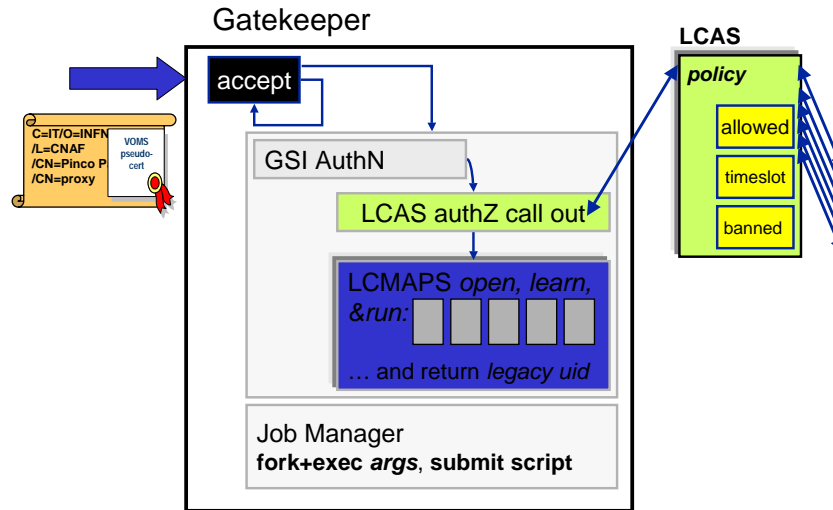 Gatekeeper
LCAS
accept
policy
C=IT/O=INFN
/L=CNAF
/CN=Pinco P
/CN=proxy
VOMS
pseudo-
cert
allowed
GSI AuthN
timeslot
LCAS authZ call out
banned
LCMAPS open, learn,
&run:
… and return legacy uid
Job Manager
fork+exec args, submit script